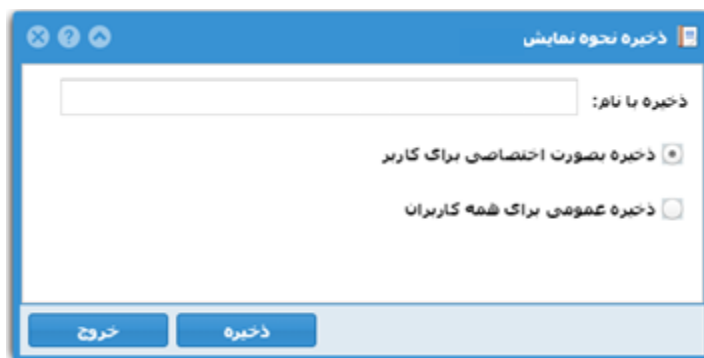 ذخیره نحوه نمایش
ذخیره با نام:
ذخیره بصورت اختصاصی برای کاربر
ذخیره عمومی برای همه کاربران
ذخیره
خروج